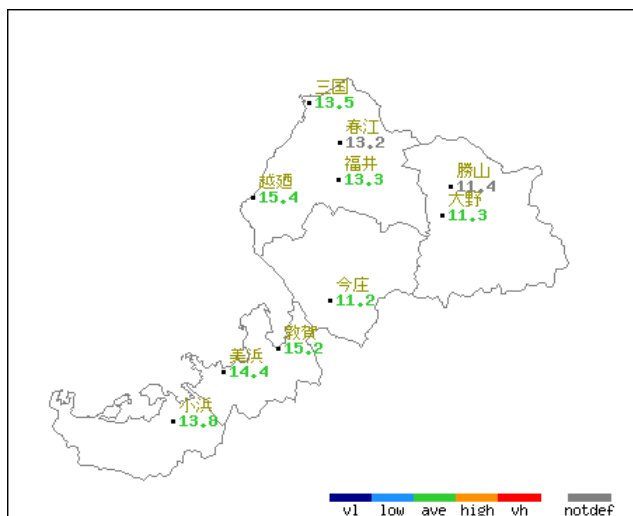 三国
13.5
春江
13.2
福井
13.3
勝山
11.4
越廼
15.4
大野
11.3
今庄
11.2
敦賀
15.2
美浜
14.4
小浜
13.8
vl low ave high vh notdef